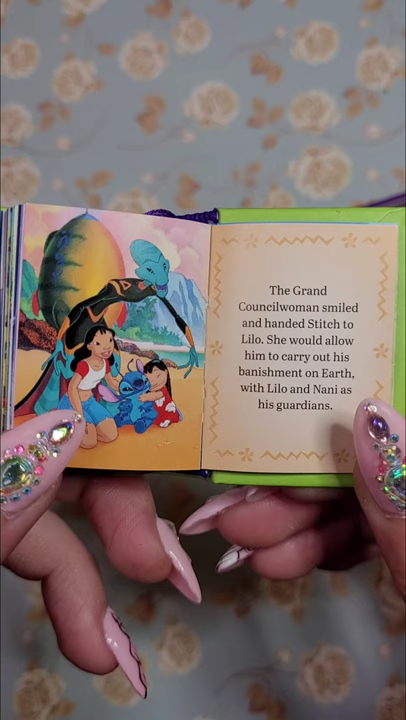 The Grand
Councilwoman smiled
and handed Stitch to
Lilo. She would allow
him to carry out his
banishment on Earth,
with Lilo and Nani as
his guardians.